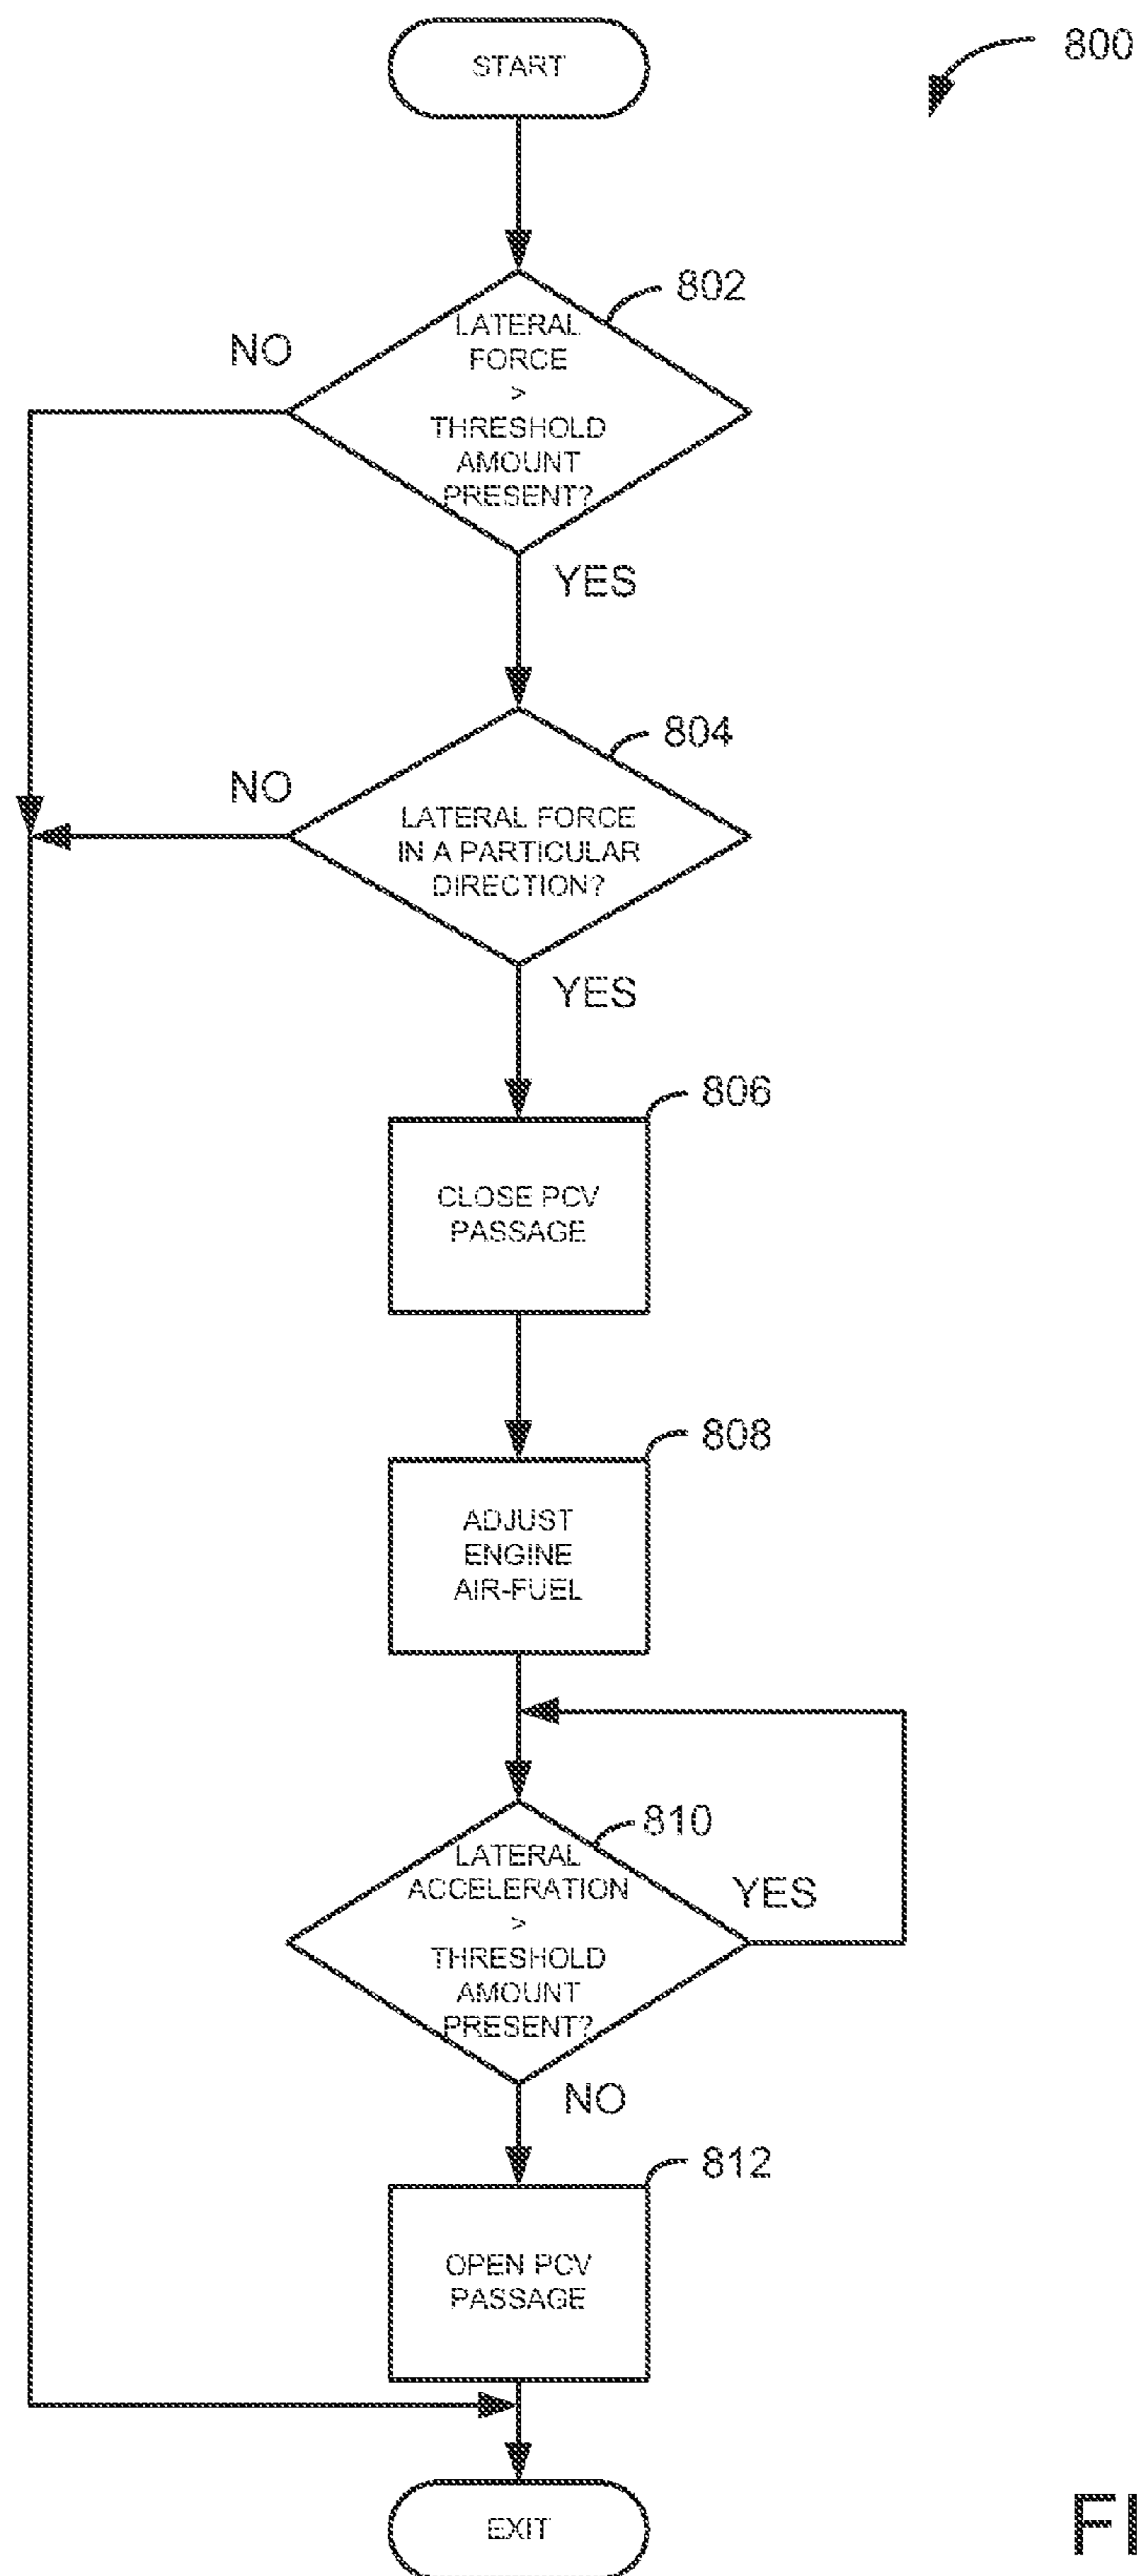 START
800
802
LATERAL
FORCE
>
THRESHOLD
AMOUNT
PRESENT?
NO
YES
804
NO
LATERAL FORCE
IN A PARTICULAR
DIRECTION?
YES
806
CLOSE PCV
PASSAGE
808
ADJUST
ENGINE
AIR-FUEL
810
LATERAL
ACCELERATION
>
THRESHOLD
AMOUNT
PRESENT?
YES
NO
812
OPEN PCV
PASSAGE
EXIT
FI